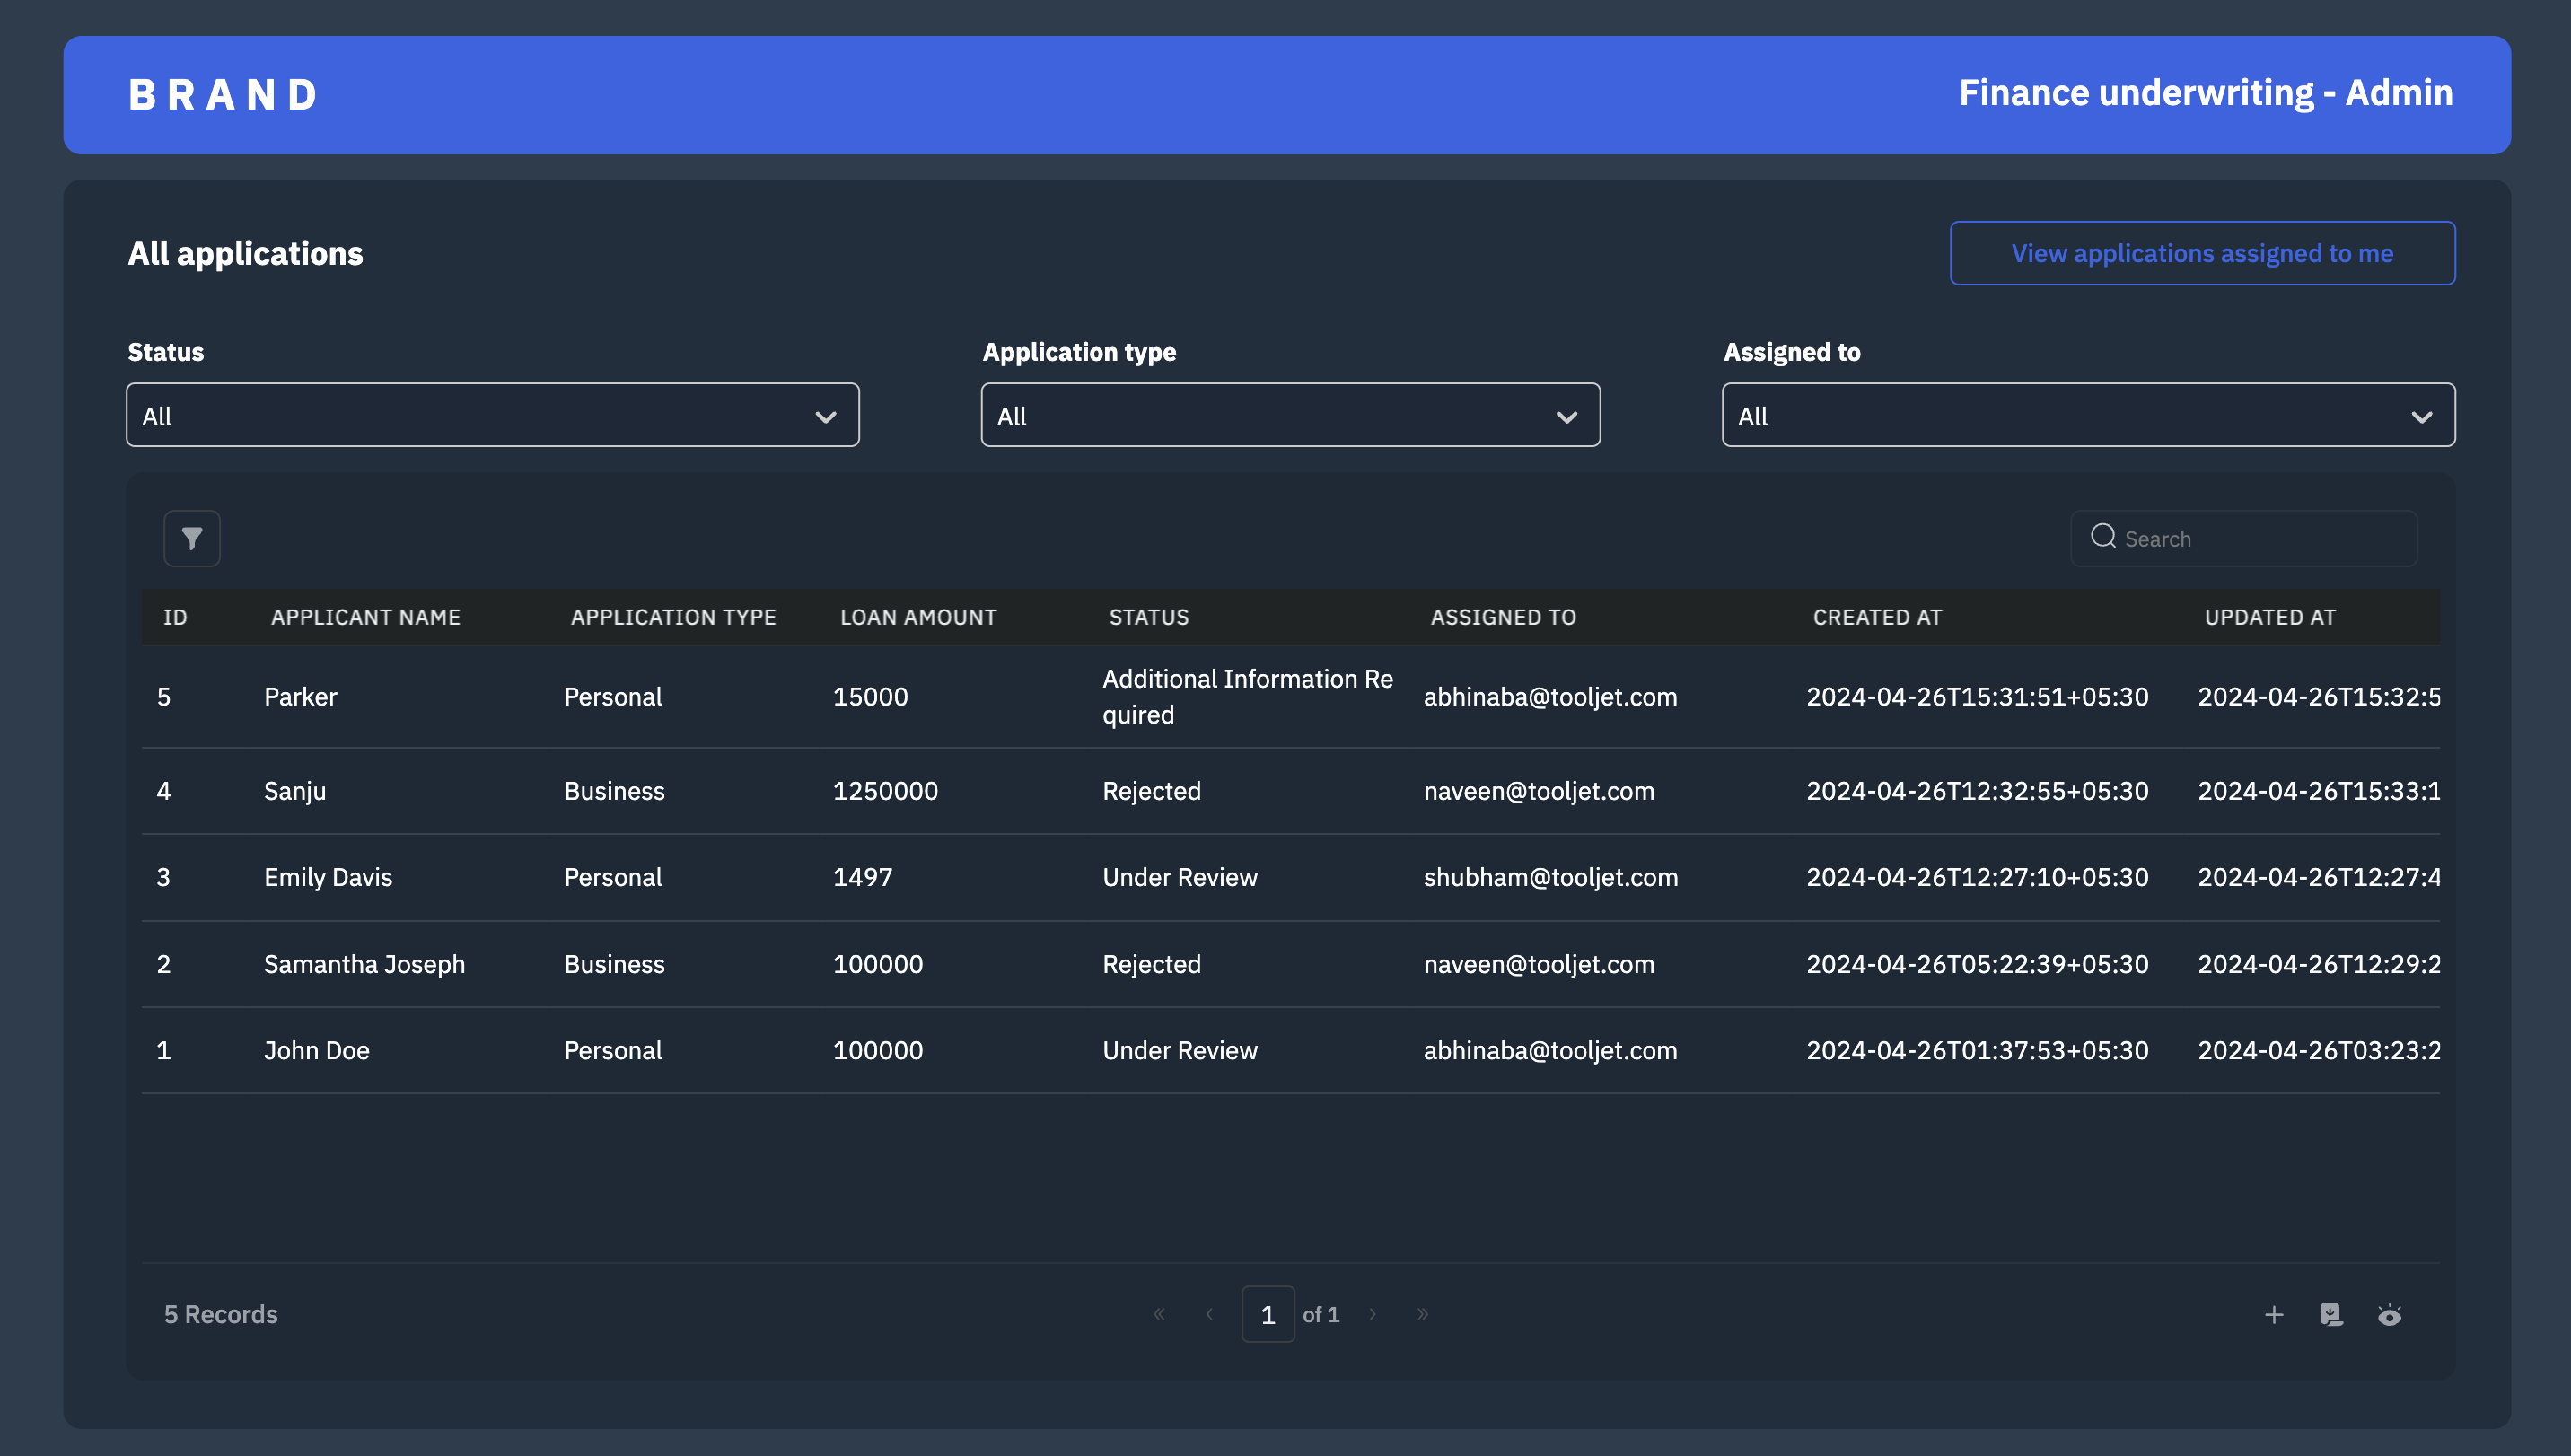 BRAND
Finance underwriting - Admin
All applications
View applications assigned to me
Status
Application type
Assigned to
All
All
All
Search
ID APPLICANT NAME APPLICATION TYPE LOAN AMOUNT STATUS ASSIGNED TO CREATED AT UPDATED AT
5 Parker Personal 15000 Additional Information Re
quired abhinaba@tooljet.com 2024-04-26T15:31:51+05:30 2024-04-26T15:32:5
4 Sanju Business 1250000 Rejected naveen@tooljet.com 2024-04-26T12:32:55+05:30 2024-04-26T15:33:1
3 Emily Davis Personal 1497 Under Review shubham@tooljet.com 2024-04-26T12:27:10+05:30 2024-04-26T12:27:4
2 Samantha Joseph Business 100000 Rejected naveen@tooljet.com 2024-04-26T05:22:39+05:30 2024-04-26T12:29:2
1 John Doe Personal 100000 Under Review abhinaba@tooljet.com 2024-04-26T01:37:53+05:30 2024-04-26T03:23:2
5 Records
1 of 1